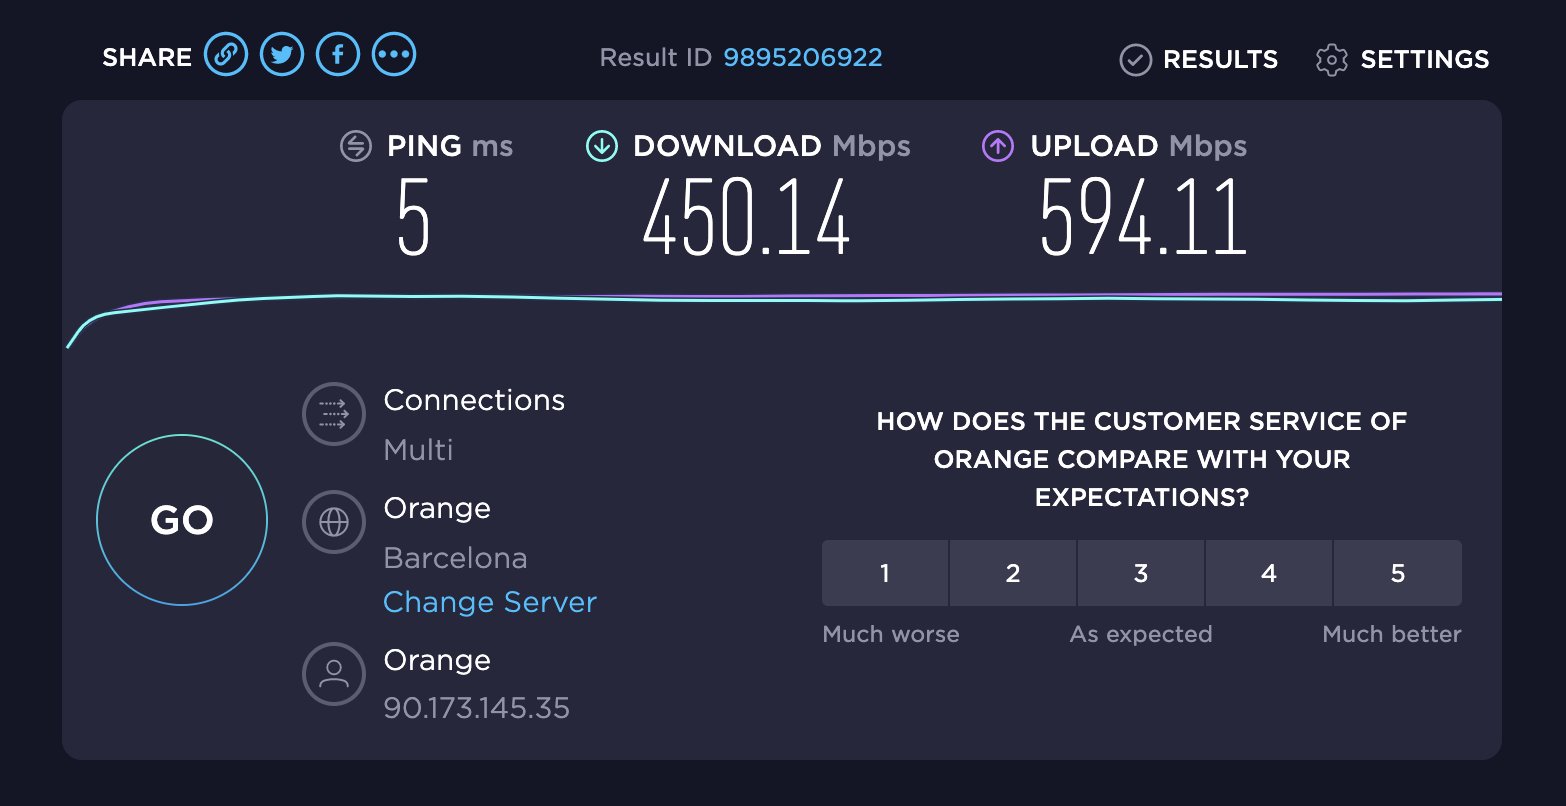 SHARE
Result ID 9895206922
RESULTS
SETTINGS
PING ms
5
DOWNLOAD Mbps
450.14
UPLOAD Mbps
594.11
GO
Connections
Multi
Orange
Barcelona
Change Server
Orange
90.173.145.35
HOW DOES THE CUSTOMER SERVICE OF
ORANGE COMPARE WITH YOUR
EXPECTATIONS?
1 2 3 4 5
Much worse As expected Much better